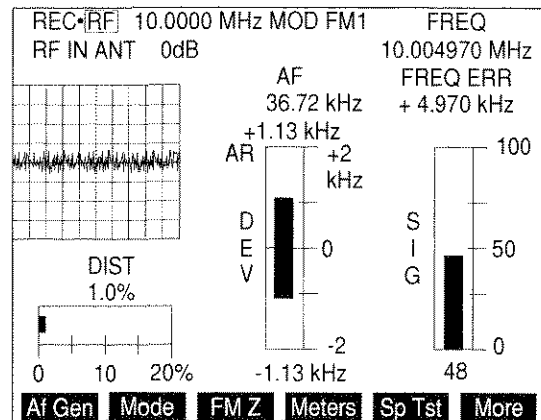 REC•RF 10.0000 MHz MOD FM1 FREQ
RF IN ANT 0dB 10.004970 MHz
AF FREQ ERR
36.72 kHz + 4.970 kHz
+1.13 kHz
AR +2 100
kHz
D E V 0 S I G 50
DIST
1.0%
-2 0
0 10 20% -1.13 kHz 48
Af Gen Mode FM Z Meters Sp Tst More